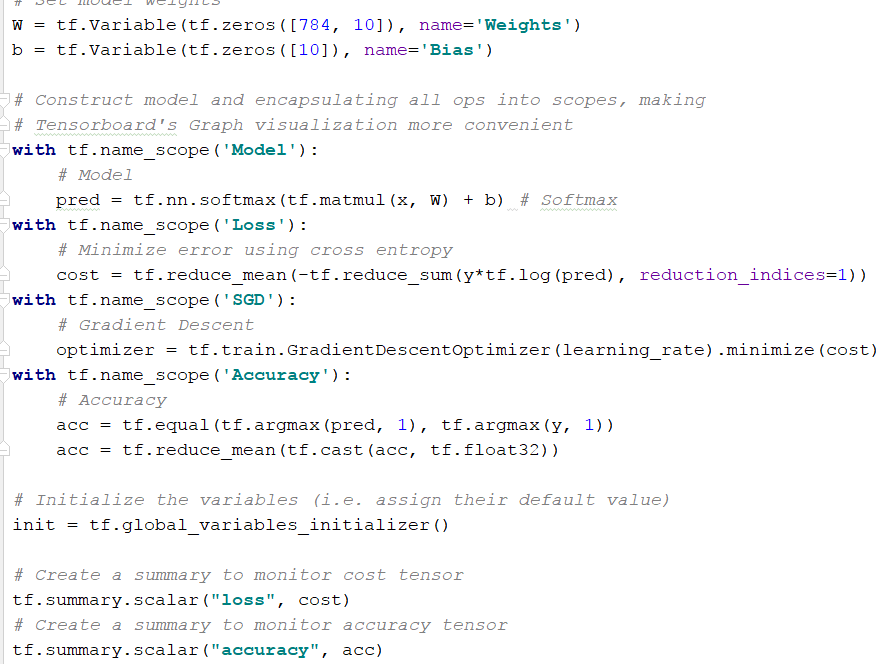 # Set model weights
W = tf.Variable(tf.zeros([784, 10]), name='Weights')
b = tf.Variable(tf.zeros([10]), name='Bias')
# Construct model and encapsulating all ops into scopes, making
# Tensorboard's Graph visualization more convenient
with tf.name_scope('Model'):
    # Model
    pred = tf.nn.softmax(tf.matmul(x, W) + b)  # Softmax
with tf.name_scope('Loss'):
    # Minimize error using cross entropy
    cost = tf.reduce_mean(-tf.reduce_sum(y*tf.log(pred), reduction_indices=1))
with tf.name_scope('SGD'):
    # Gradient Descent
    optimizer = tf.train.GradientDescentOptimizer(learning_rate).minimize(cost)
with tf.name_scope('Accuracy'):
    # Accuracy
    acc = tf.equal(tf.argmax(pred, 1), tf.argmax(y, 1))
    acc = tf.reduce_mean(tf.cast(acc, tf.float32))
# Initialize the variables (i.e. assign their default value)
init = tf.global_variables_initializer()
# Create a summary to monitor cost tensor
tf.summary.scalar("loss", cost)
# Create a summary to monitor accuracy tensor
tf.summary.scalar("accuracy", acc)